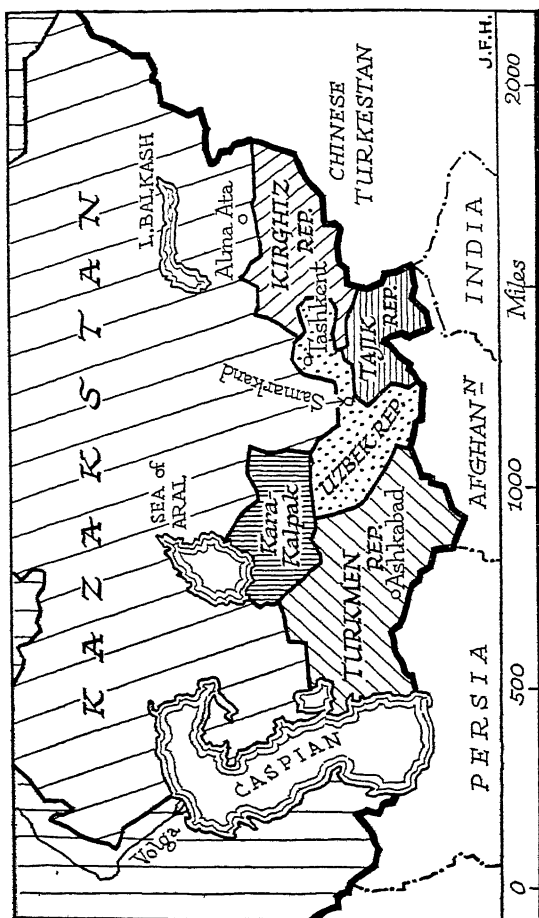 KAZAKSTAN
L. BALKASH
Alma Ata
SEA of
ARAL
Volga
CASPIAN
Kara-
Kalpak
KIRGHIZ
REP.
Tashkent
Samarkand
TAJIK
REP.
UZBEK REP.
TURKMEN
REP.
Ashkabad
CHINESE
TURKESTAN
PERSIA
AFGHANᴺ
INDIA
J.F.H.
0
500
1000
Miles
2000